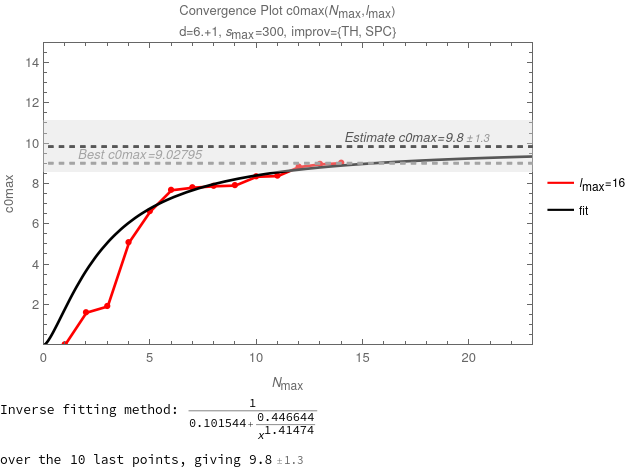 Convergence Plot c0max(Nmax,lmax)
d=6.+1, smax=300, improv={TH, SPC}
14
12
10
8
6
4
2
c0max
Estimate c0max=9.8 ±1.3
Best c0max=9.02795
lmax=16
fit
0 5 10 15 20
Nmax
Inverse fitting method: 1
0.101544+ 0.446644
x1.41474
over the 10 last points, giving 9.8 ±1.3